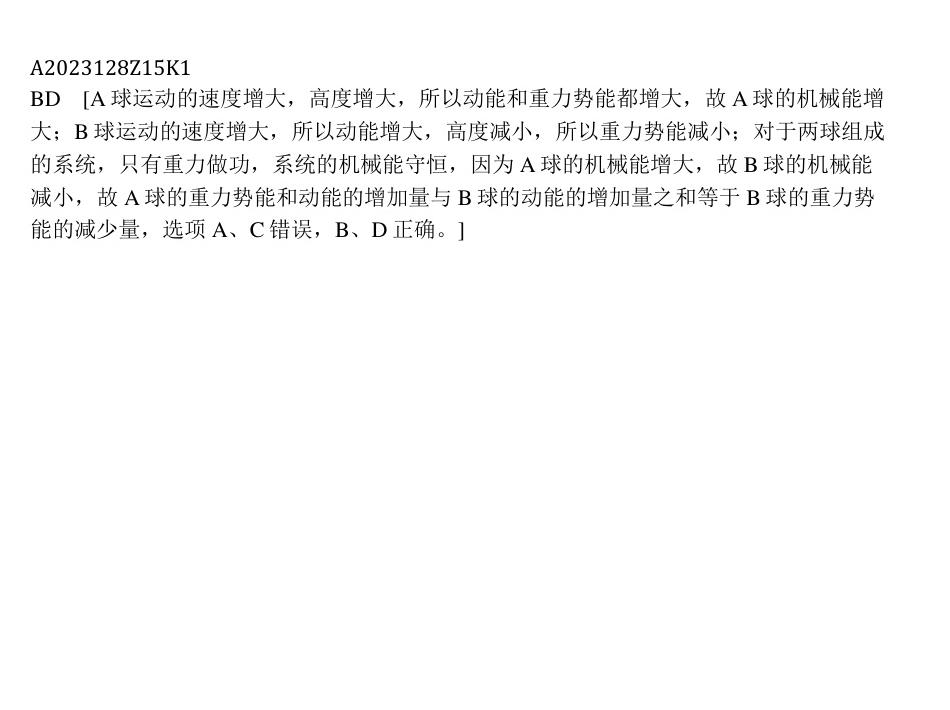 A2023128Z15K1
BD [A 球运动的速度增大，高度增大，所以动能和重力势能都增大，故 A 球的机械能增
大；B 球运动的速度增大，所以动能增大，高度减小，所以重力势能减小；对于两球组成
的系统，只有重力做功，系统的机械能守恒，因为 A 球的机械能增大，故 B 球的机械能
减小，故 A 球的重力势能和动能的增加量与 B 球的动能的增加量之和等于 B 球的重力势
能的减少量，选项 A、C 错误，B、D 正确。]